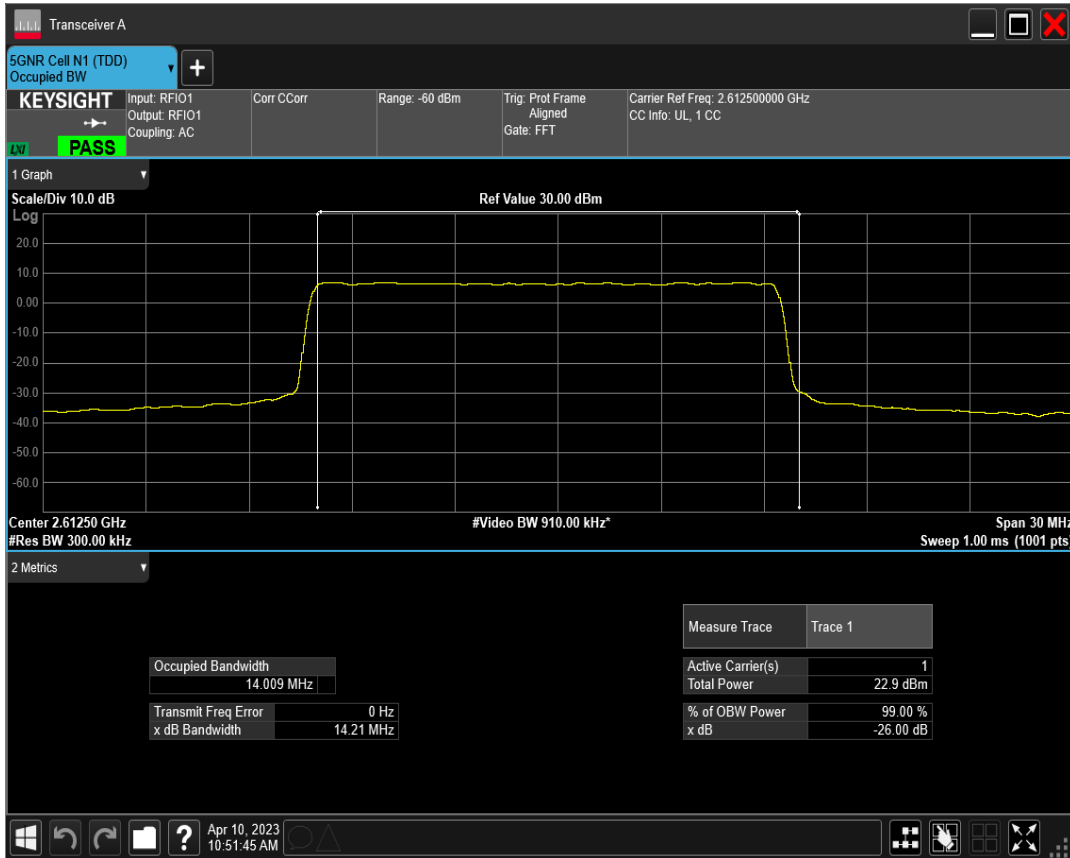 Transceiver A
5GNR Cell N1 (TDD)
Occupied BW
+
KEYSIGHT
LXI
PASS
Input: RFIO1
Output: RFIO1
Coupling: AC
Corr CCorr
Range: -60 dBm
Trig: Prot Frame
Aligned
Gate: FFT
Carrier Ref Freq: 2.612500000 GHz
CC Info: UL, 1 CC
1 Graph
Scale/Div 10.0 dB
Ref Value 30.00 dBm
Log
20.0
10.0
0.00
-10.0
-20.0
-30.0
-40.0
-50.0
-60.0
Center 2.61250 GHz
#Video BW 910.00 kHz*
Span 30 MHz
#Res BW 300.00 kHz
Sweep 1.00 ms (1001 pts)
2 Metrics
Measure Trace Trace 1
Occupied Bandwidth
14.009 MHz
Active Carrier(s) 1
Total Power 22.9 dBm
Transmit Freq Error 0 Hz
x dB Bandwidth 14.21 MHz
% of OBW Power 99.00 %
x dB -26.00 dB
?
Apr 10, 2023
10:51:45 AM